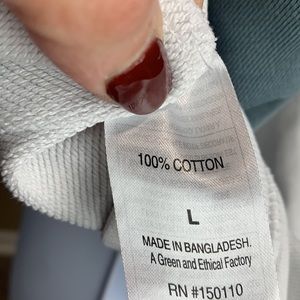 100% COTTON
L
MADE IN BANGLADESH.
A Green and Ethical Factory
RN #150110